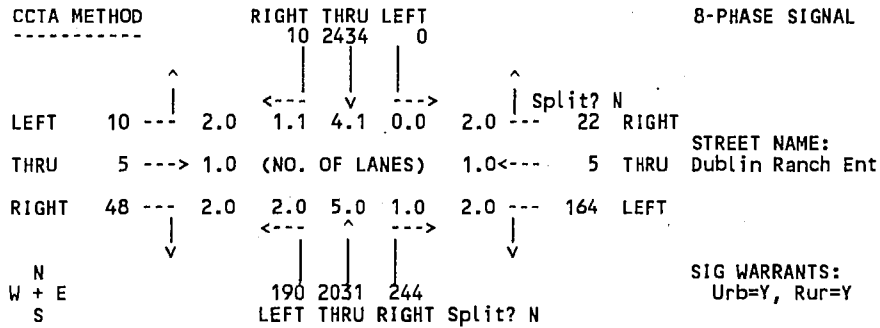 CCTA METHOD RIGHT THRU LEFT 8-PHASE SIGNAL
----------- 10 2434 0
^ ^
<--- v ---> Split? N
LEFT 10 --- 2.0 1.1 4.1 0.0 2.0 --- 22 RIGHT
STREET NAME:
THRU 5 ---> 1.0 (NO. OF LANES) 1.0<--- 5 THRU Dublin Ranch Ent
RIGHT 48 --- 2.0 2.0 5.0 1.0 2.0 --- 164 LEFT
<--- ^ --->
v v
N SIG WARRANTS:
W + E 190 2031 244 Urb=Y, Rur=Y
S LEFT THRU RIGHT Split? N